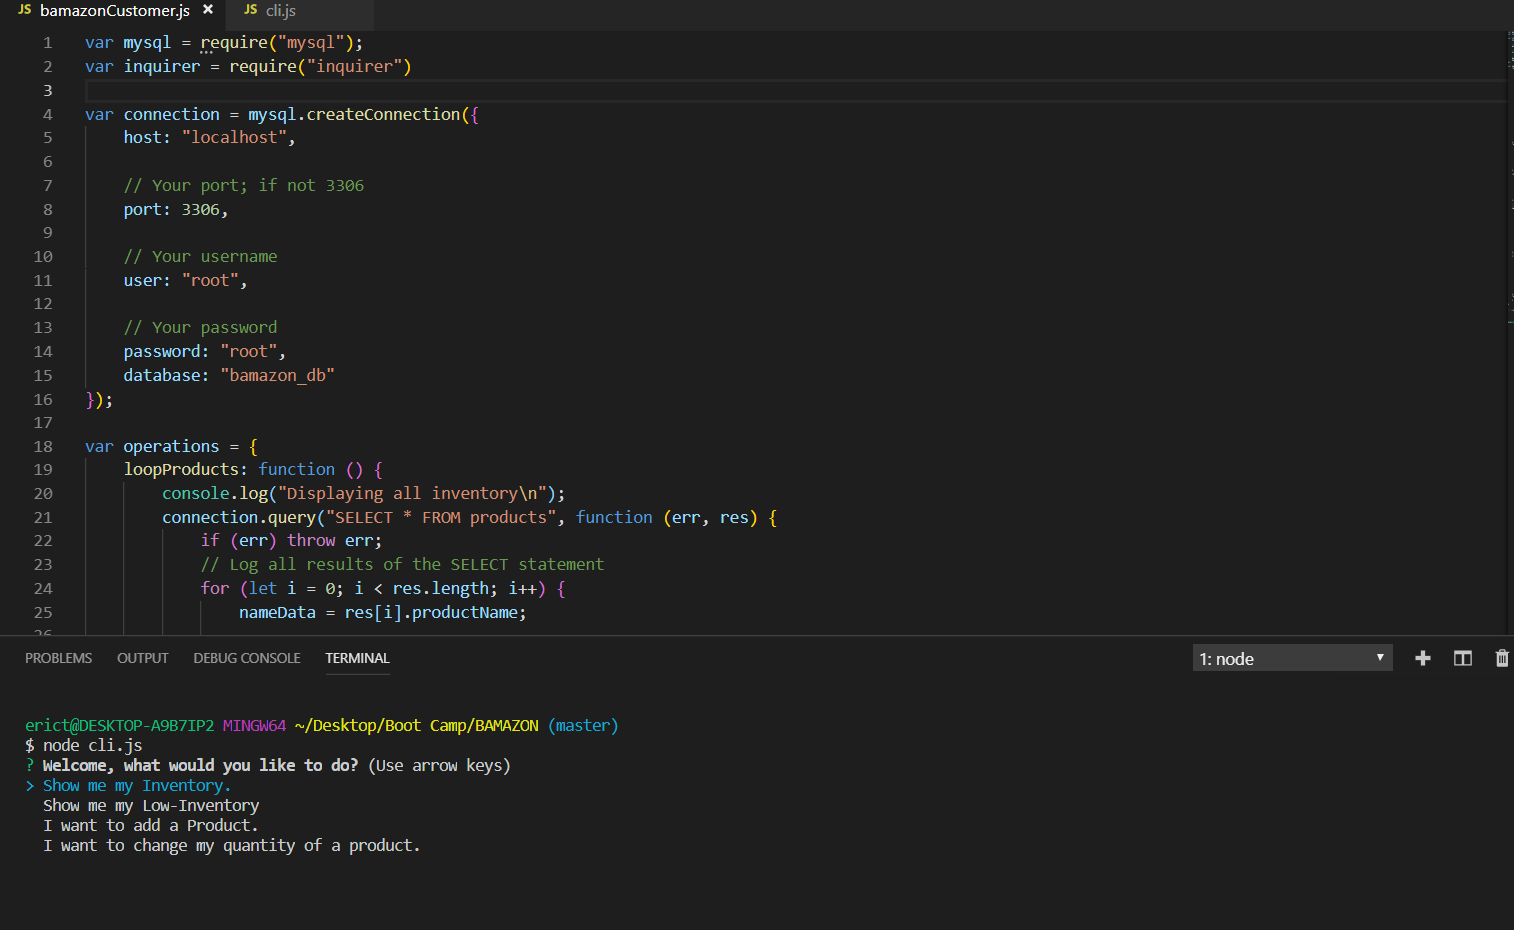 JS bamazonCustomer.js × JS cli.js
1 var mysql = require("mysql");
2 var inquirer = require("inquirer")
3
4 var connection = mysql.createConnection({
5 host: "localhost",
6
7 // Your port; if not 3306
8 port: 3306,
9
10 // Your username
11 user: "root",
12
13 // Your password
14 password: "root",
15 database: "bamazon_db"
16 });
17
18 var operations = {
19 loopProducts: function () {
20 console.log("Displaying all inventory\n");
21 connection.query("SELECT * FROM products", function (err, res) {
22 if (err) throw err;
23 // Log all results of the SELECT statement
24 for (let i = 0; i < res.length; i++) {
25 nameData = res[i].productName;
26
PROBLEMS OUTPUT DEBUG CONSOLE TERMINAL 1: node
erict@DESKTOP-A9B7IP2 MINGW64 ~/Desktop/Boot Camp/BAMAZON (master)
$ node cli.js
? Welcome, what would you like to do? (Use arrow keys)
> Show me my Inventory.
Show me my Low-Inventory
I want to add a Product.
I want to change my quantity of a product.